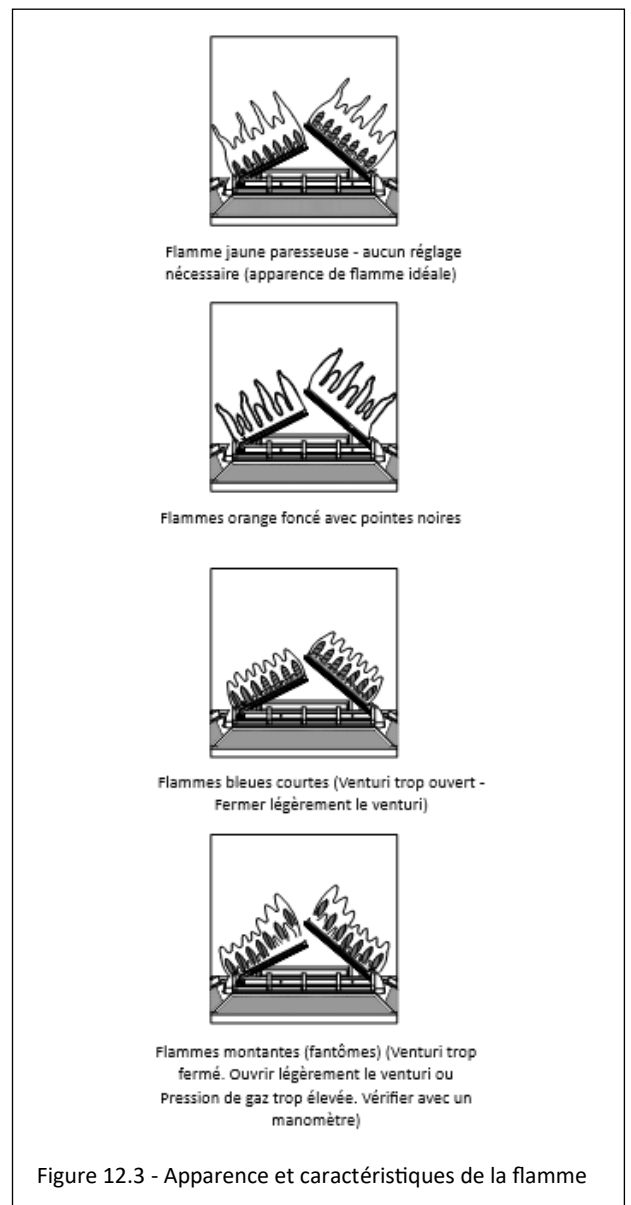 Flamme jaune paresseuse - aucun réglage
nécessaire (apparence de flamme idéale)
Flammes orange foncé avec pointes noires
Flammes bleues courtes (Venturi trop ouvert -
Fermer légèrement le venturi)
Flammes montantes (fantômes) (Venturi trop
fermé. Ouvrir légèrement le venturi ou
Pression de gaz trop élevée. Vérifier avec un
manomètre)
Figure 12.3 - Apparence et caractéristiques de la flamme